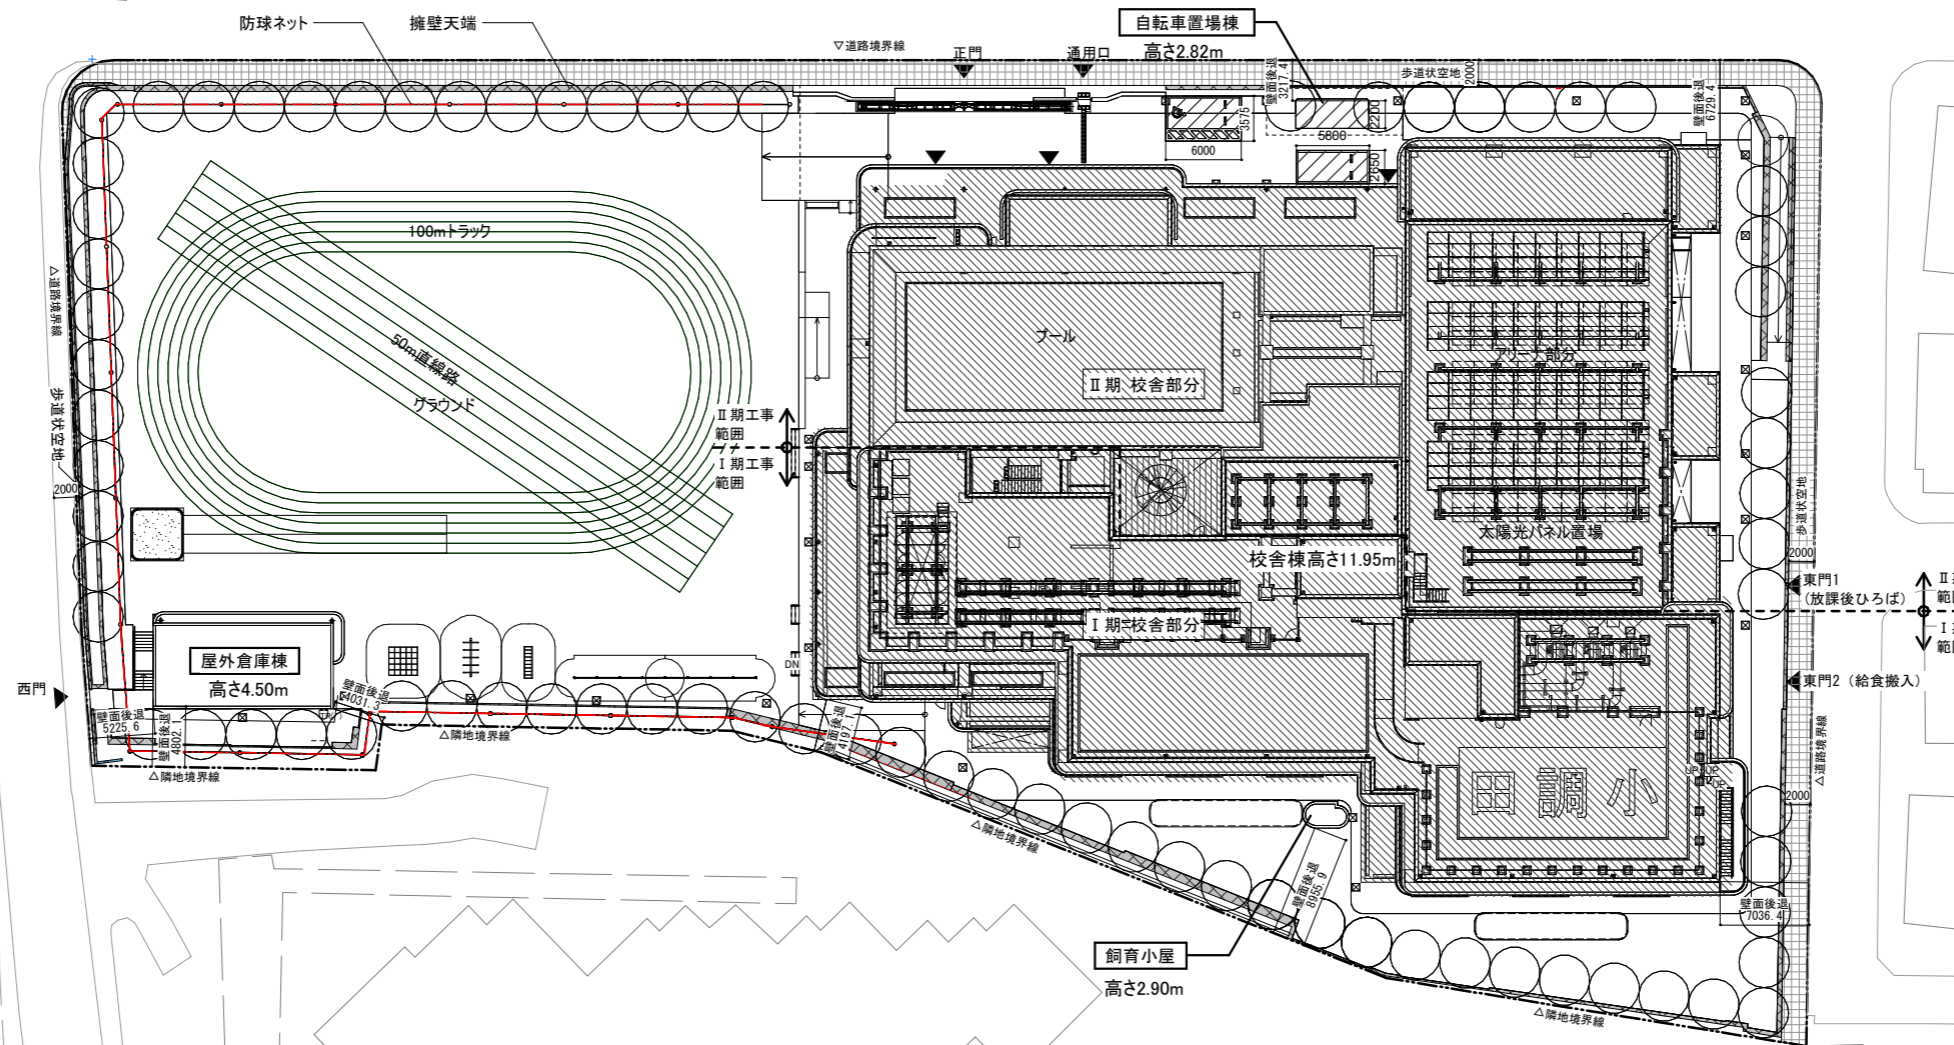 防球ネット
擁壁天端
▽道路境界線
正門
通用口
自転車置場棟
高さ2.82m
壁面後退
3217.4
歩道状空地
2000
壁面後退
6729.4
3575
6000
2200
5800
2650
100mトラック
50m直線路
グラウンド
△道路境界線
歩道状空地
2000
Ⅱ期工事
範囲
Ⅰ期工事
範囲
プール
Ⅱ期 校舎部分
アリーナ部分
太陽光パネル置場
校舎棟高さ11.95m
Ⅰ期 校舎部分
歩道状空地
2000
東門1
(放課後ひろば)
Ⅱ期
範囲
Ⅰ期
範囲
東門2 (給食搬入)
△道路境界線
2000
西門
屋外倉庫棟
高さ4.50m
壁面後退
5225.6
壁面後退
4802.1
壁面後退
4031.3
△隣地境界線
△隣地境界線
DN
壁面後退
4197.1
△隣地境界線
田
小
UP
UP
壁面後退
8955.9
壁面後退
7036.4
飼育小屋
高さ2.90m
△隣地境界線